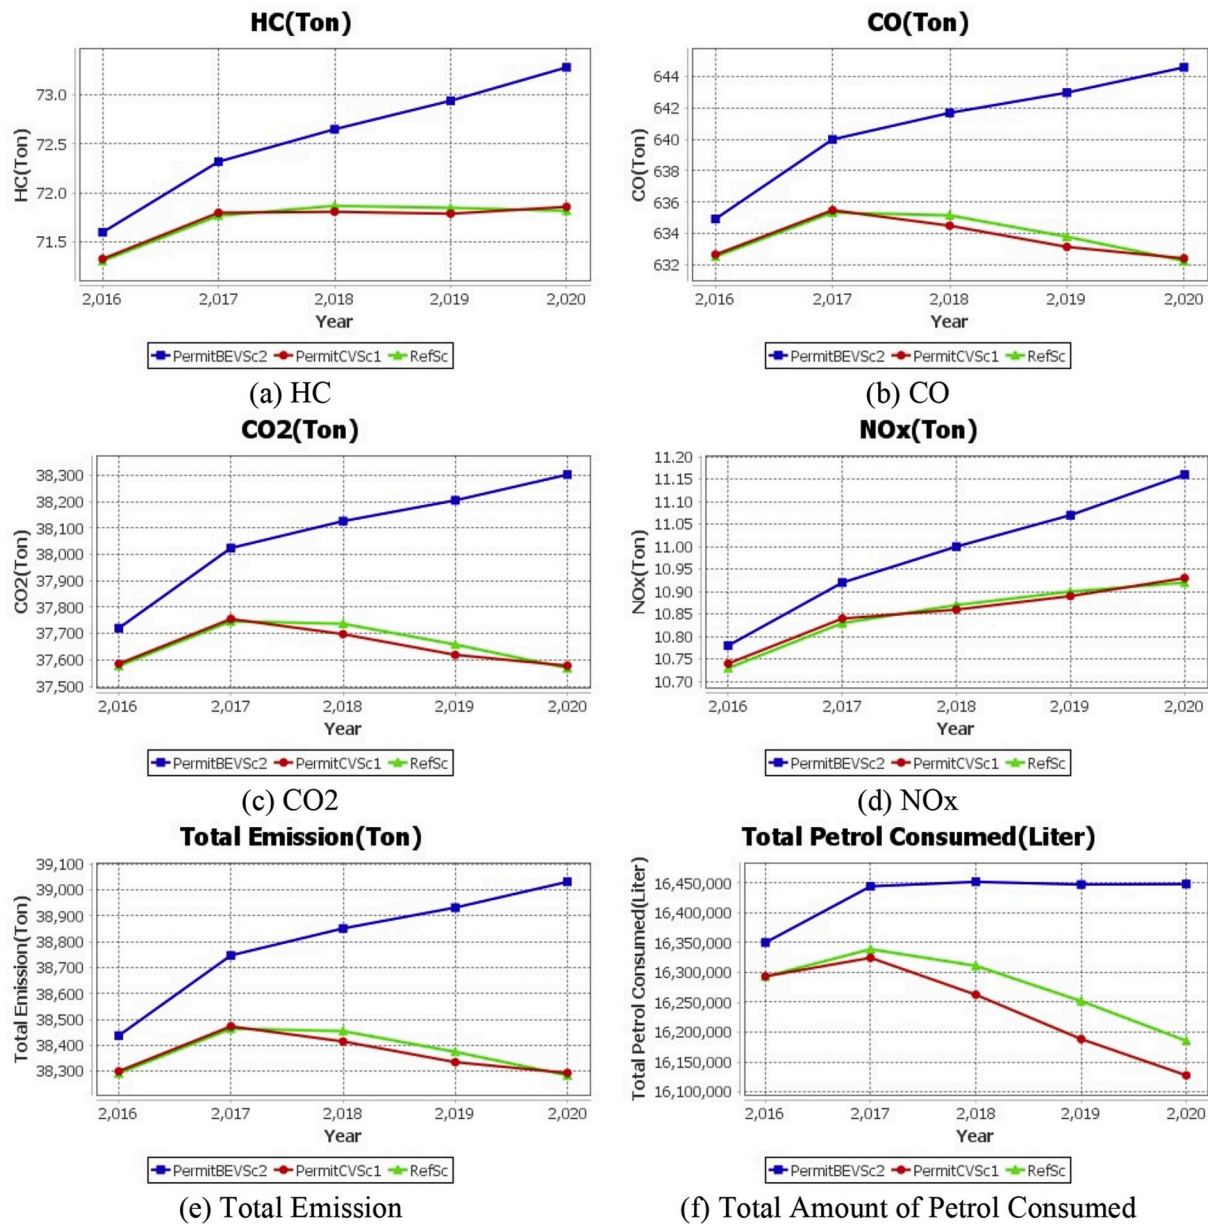 HC(Ton)
HC(Ton)
73.0
72.5
72.0
71.5
2,016 2,017 2,018 2,019 2,020
Year
PermitBEVSc2 PermitCVSc1 RefSc
(a) HC
CO(Ton)
CO(Ton)
644
642
640
638
636
634
632
2,016 2,017 2,018 2,019 2,020
Year
PermitBEVSc2 PermitCVSc1 RefSc
(b) CO
CO2(Ton)
CO2(Ton)
38,300
38,200
38,100
38,000
37,900
37,800
37,700
37,600
37,500
2,016 2,017 2,018 2,019 2,020
Year
PermitBEVSc2 PermitCVSc1 RefSc
(c) CO2
NOx(Ton)
NOx(Ton)
11.20
11.15
11.10
11.05
11.00
10.95
10.90
10.85
10.80
10.75
10.70
2,016 2,017 2,018 2,019 2,020
Year
PermitBEVSc2 PermitCVSc1 RefSc
(d) NOx
Total Emission(Ton)
Total Emission(Ton)
39,100
39,000
38,900
38,800
38,700
38,600
38,500
38,400
38,300
2,016 2,017 2,018 2,019 2,020
Year
PermitBEVSc2 PermitCVSc1 RefSc
(e) Total Emission
Total Petrol Consumed(Liter)
Total Petrol Consumed(Liter)
16,450,000
16,400,000
16,350,000
16,300,000
16,250,000
16,200,000
16,150,000
16,100,000
2,016 2,017 2,018 2,019 2,020
Year
PermitBEVSc2 PermitCVSc1 RefSc
(f) Total Amount of Petrol Consumed